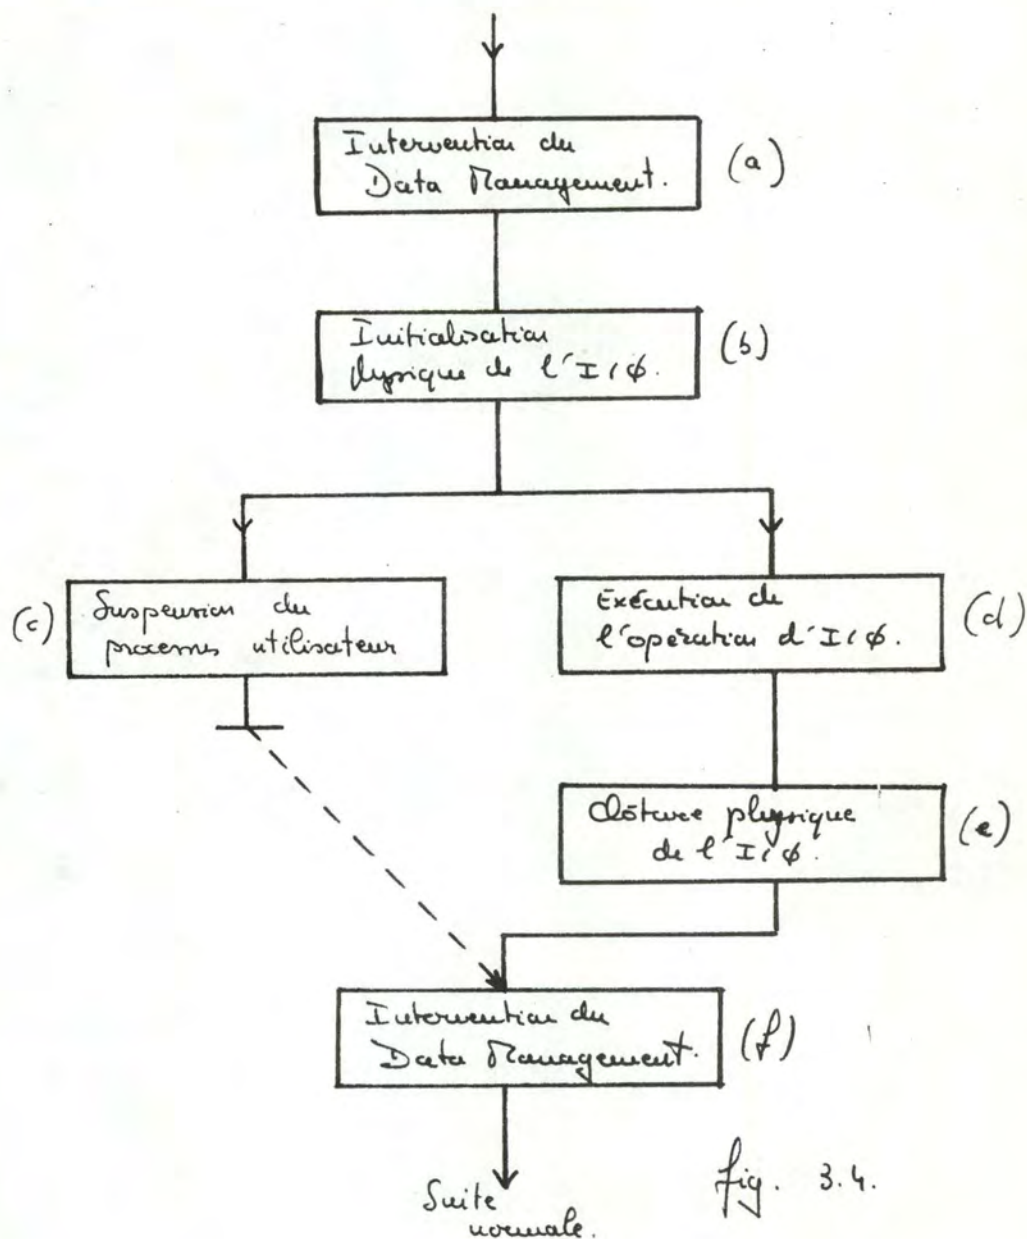 Intervention du
Data Management.
(a)
Initialisation
physique de l'I/O.
(b)
(c)
Suspension du
processus utilisateur
Exécution de
l'opération d'I/O.
(d)
Clôture physique
de l'I/O.
(e)
Intervention du
Data Management.
(f)
Suite
normale.
fig. 3.4.